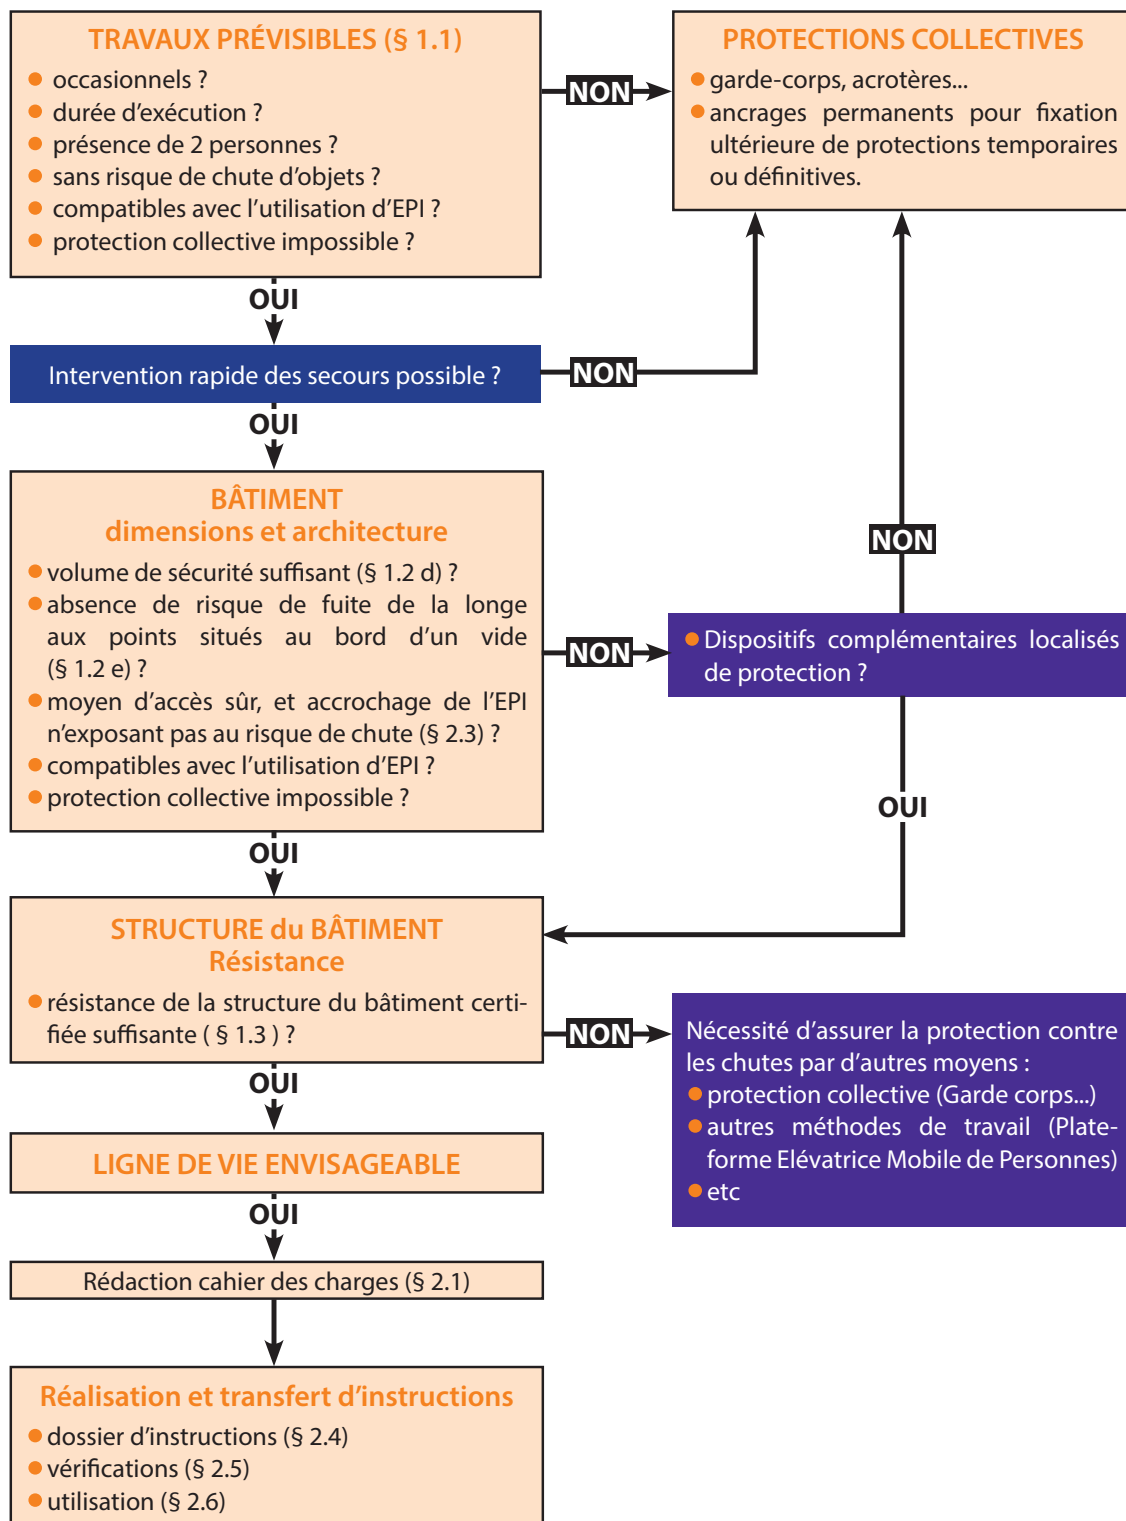 TRAVAUX PRÉVISIBLES (§ 1.1)
● occasionnels ?
● durée d’exécution ?
● présence de 2 personnes ?
● sans risque de chute d’objets ?
● compatibles avec l’utilisation d’EPI ?
● protection collective impossible ?
NON
PROTECTIONS COLLECTIVES
● garde-corps, acrotères...
● ancrages permanents pour fixation
ultérieure de protections temporaires
ou définitives.
OUI
Intervention rapide des secours possible ?
NON
OUI
BÂTIMENT
dimensions et architecture
● volume de sécurité suffisant (§ 1.2 d) ?
● absence de risque de fuite de la longe
aux points situés au bord d’un vide
(§ 1.2 e) ?
● moyen d’accès sûr, et accrochage de l’EPI
n’exposant pas au risque de chute (§ 2.3) ?
● compatibles avec l’utilisation d’EPI ?
● protection collective impossible ?
NON
● Dispositifs complémentaires localisés
de protection ?
NON
OUI
OUI
STRUCTURE du BÂTIMENT
Résistance
● résistance de la structure du bâtiment certi-
fiée suffisante ( § 1.3 ) ?
NON
Nécessité d’assurer la protection contre
les chutes par d’autres moyens :
● protection collective (Garde corps...)
● autres méthodes de travail (Plate-
forme Elévatrice Mobile de Personnes)
● etc
OUI
LIGNE DE VIE ENVISAGEABLE
OUI
Rédaction cahier des charges (§ 2.1)
Réalisation et transfert d’instructions
● dossier d’instructions (§ 2.4)
● vérifications (§ 2.5)
● utilisation (§ 2.6)